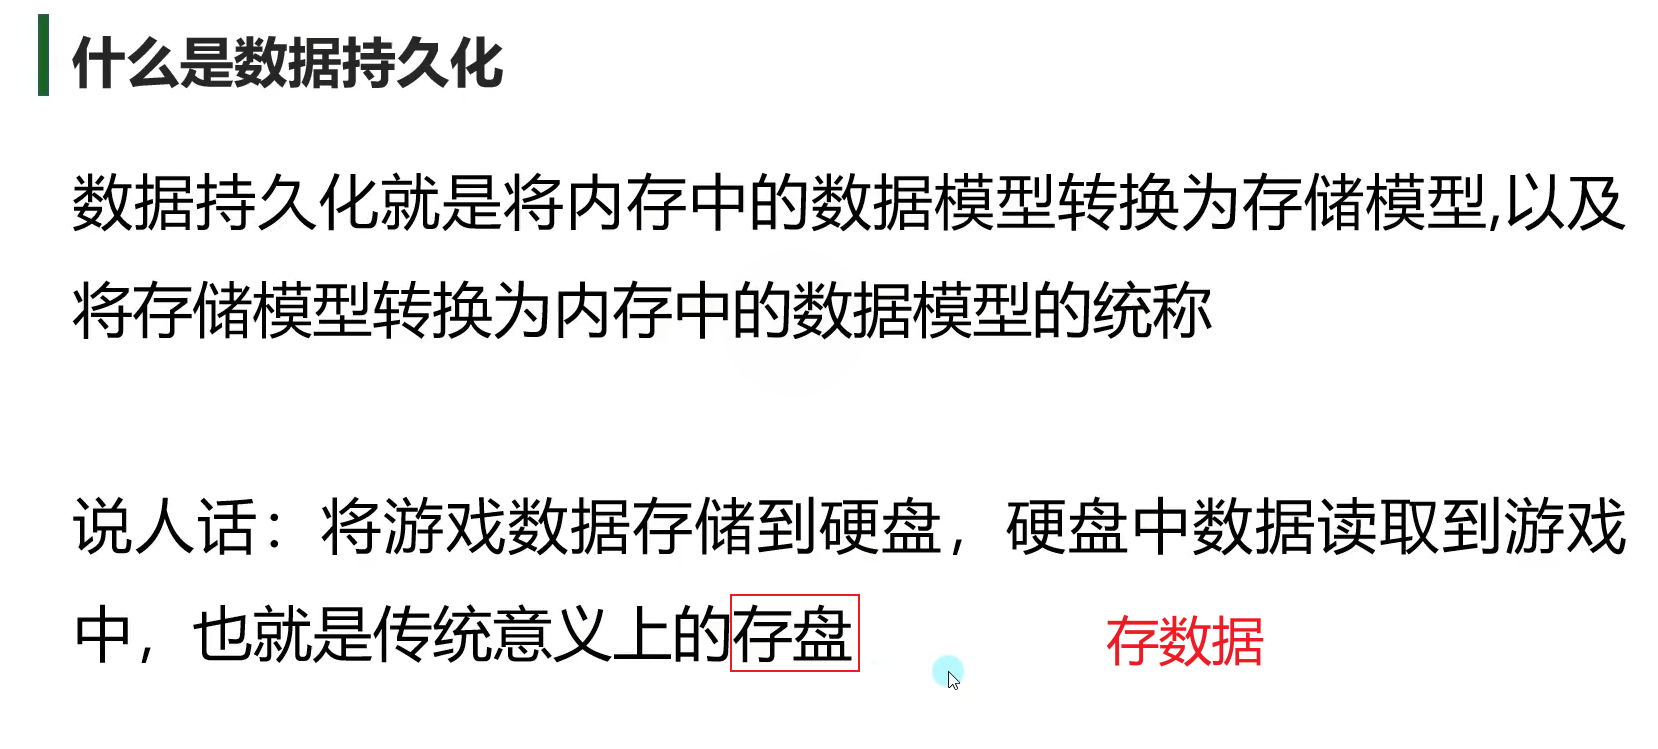 什么是数据持久化
数据持久化就是将内存中的数据模型转换为存储模型,以及
将存储模型转换为内存中的数据模型的统称
说人话：将游戏数据存储到硬盘，硬盘中数据读取到游戏
中，也就是传统意义上的存盘
存数据